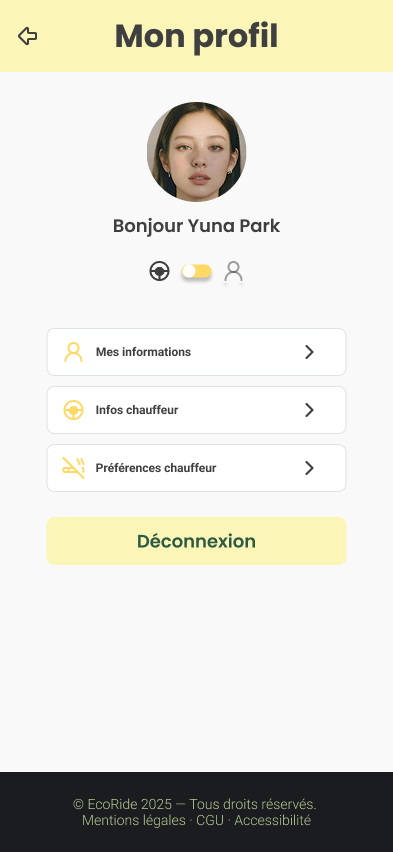 Mon profil
Bonjour Yuna Park
Mes informations
Infos chauffeur
Préférences chauffeur
Déconnexion
© EcoRide 2025 — Tous droits réservés.
Mentions légales · CGU · Accessibilité